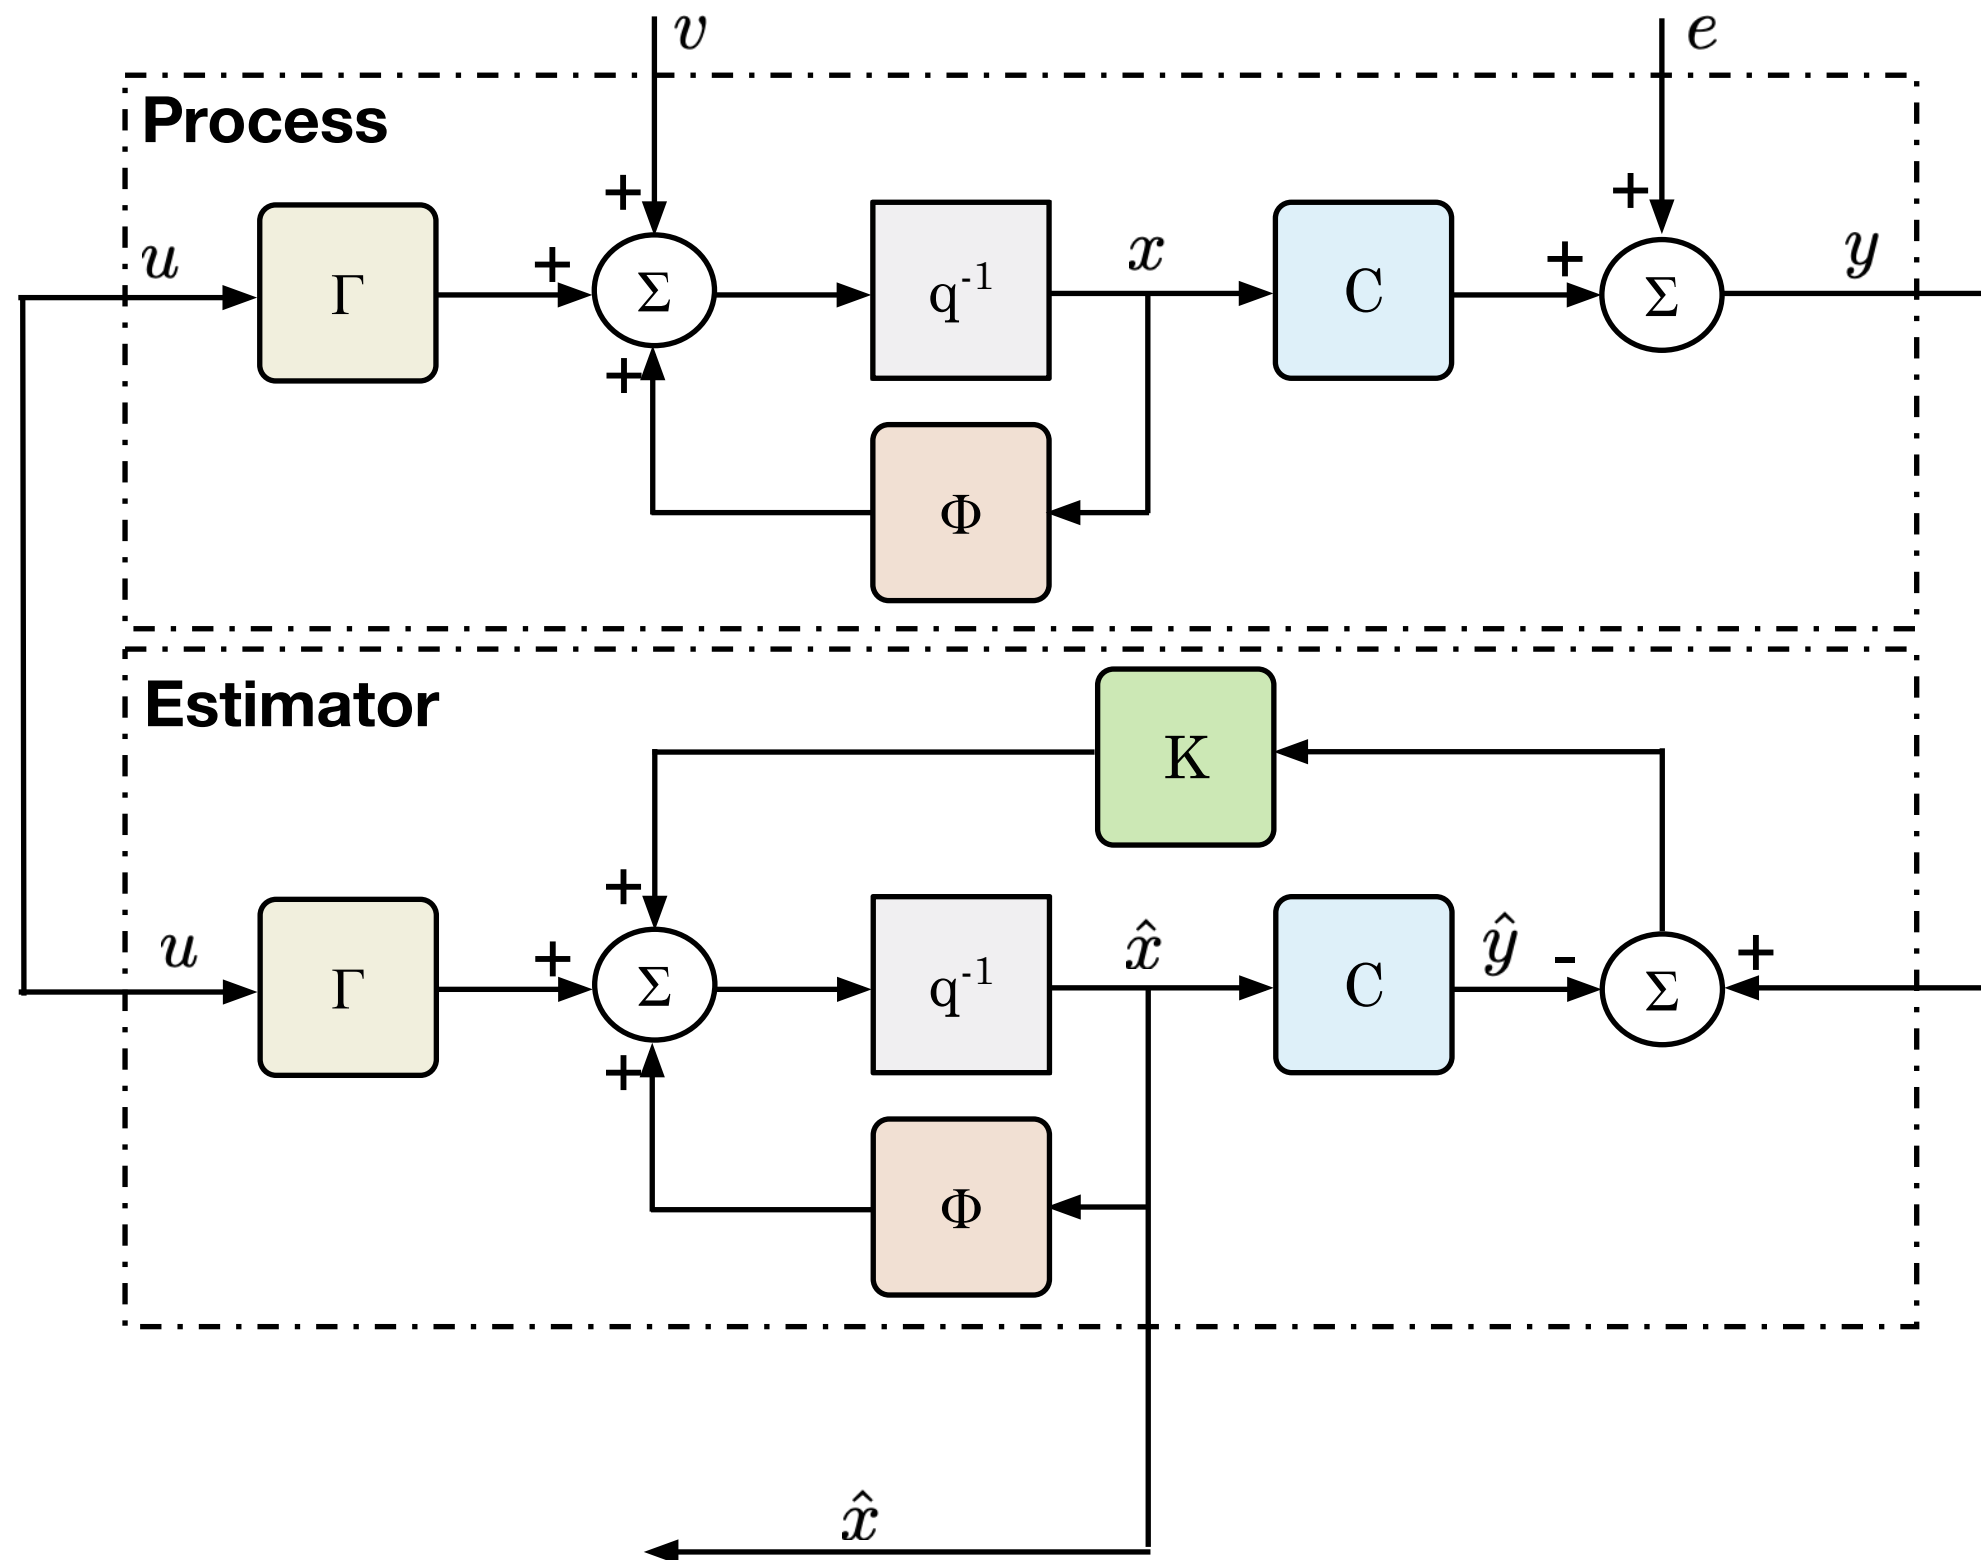 v e
Process
+ +
u Γ + Σ q⁻¹ x C + Σ y
+
Φ
Estimator
K
+
u Γ + Σ q⁻¹ x̂ C ŷ - Σ +
+
Φ
x̂